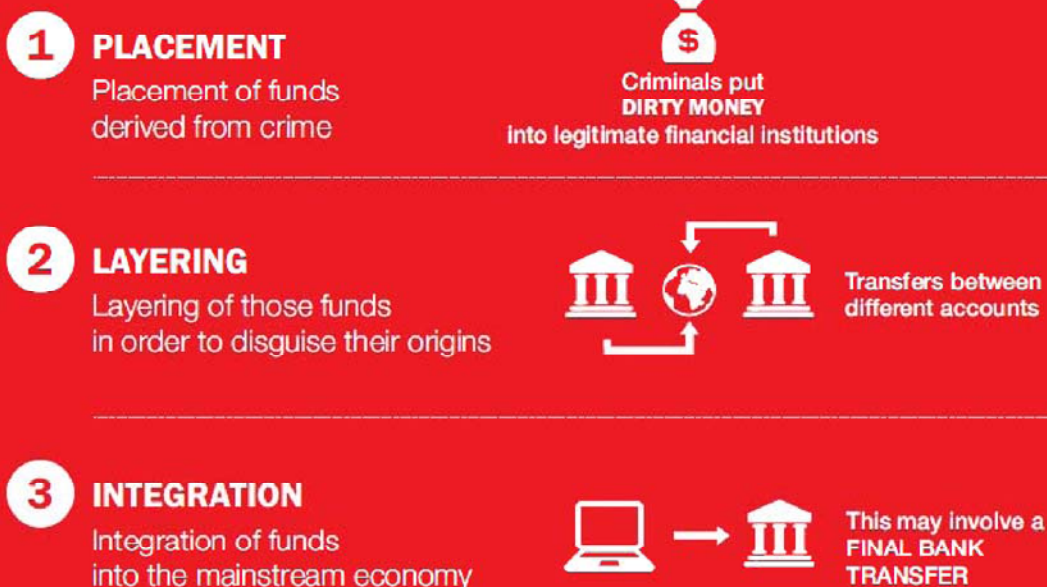 1 PLACEMENT
Placement of funds
derived from crime
$
Criminals put
DIRTY MONEY
into legitimate financial institutions
2 LAYERING
Layering of those funds
in order to disguise their origins
Transfers between
different accounts
3 INTEGRATION
Integration of funds
into the mainstream economy
This may involve a
FINAL BANK
TRANSFER